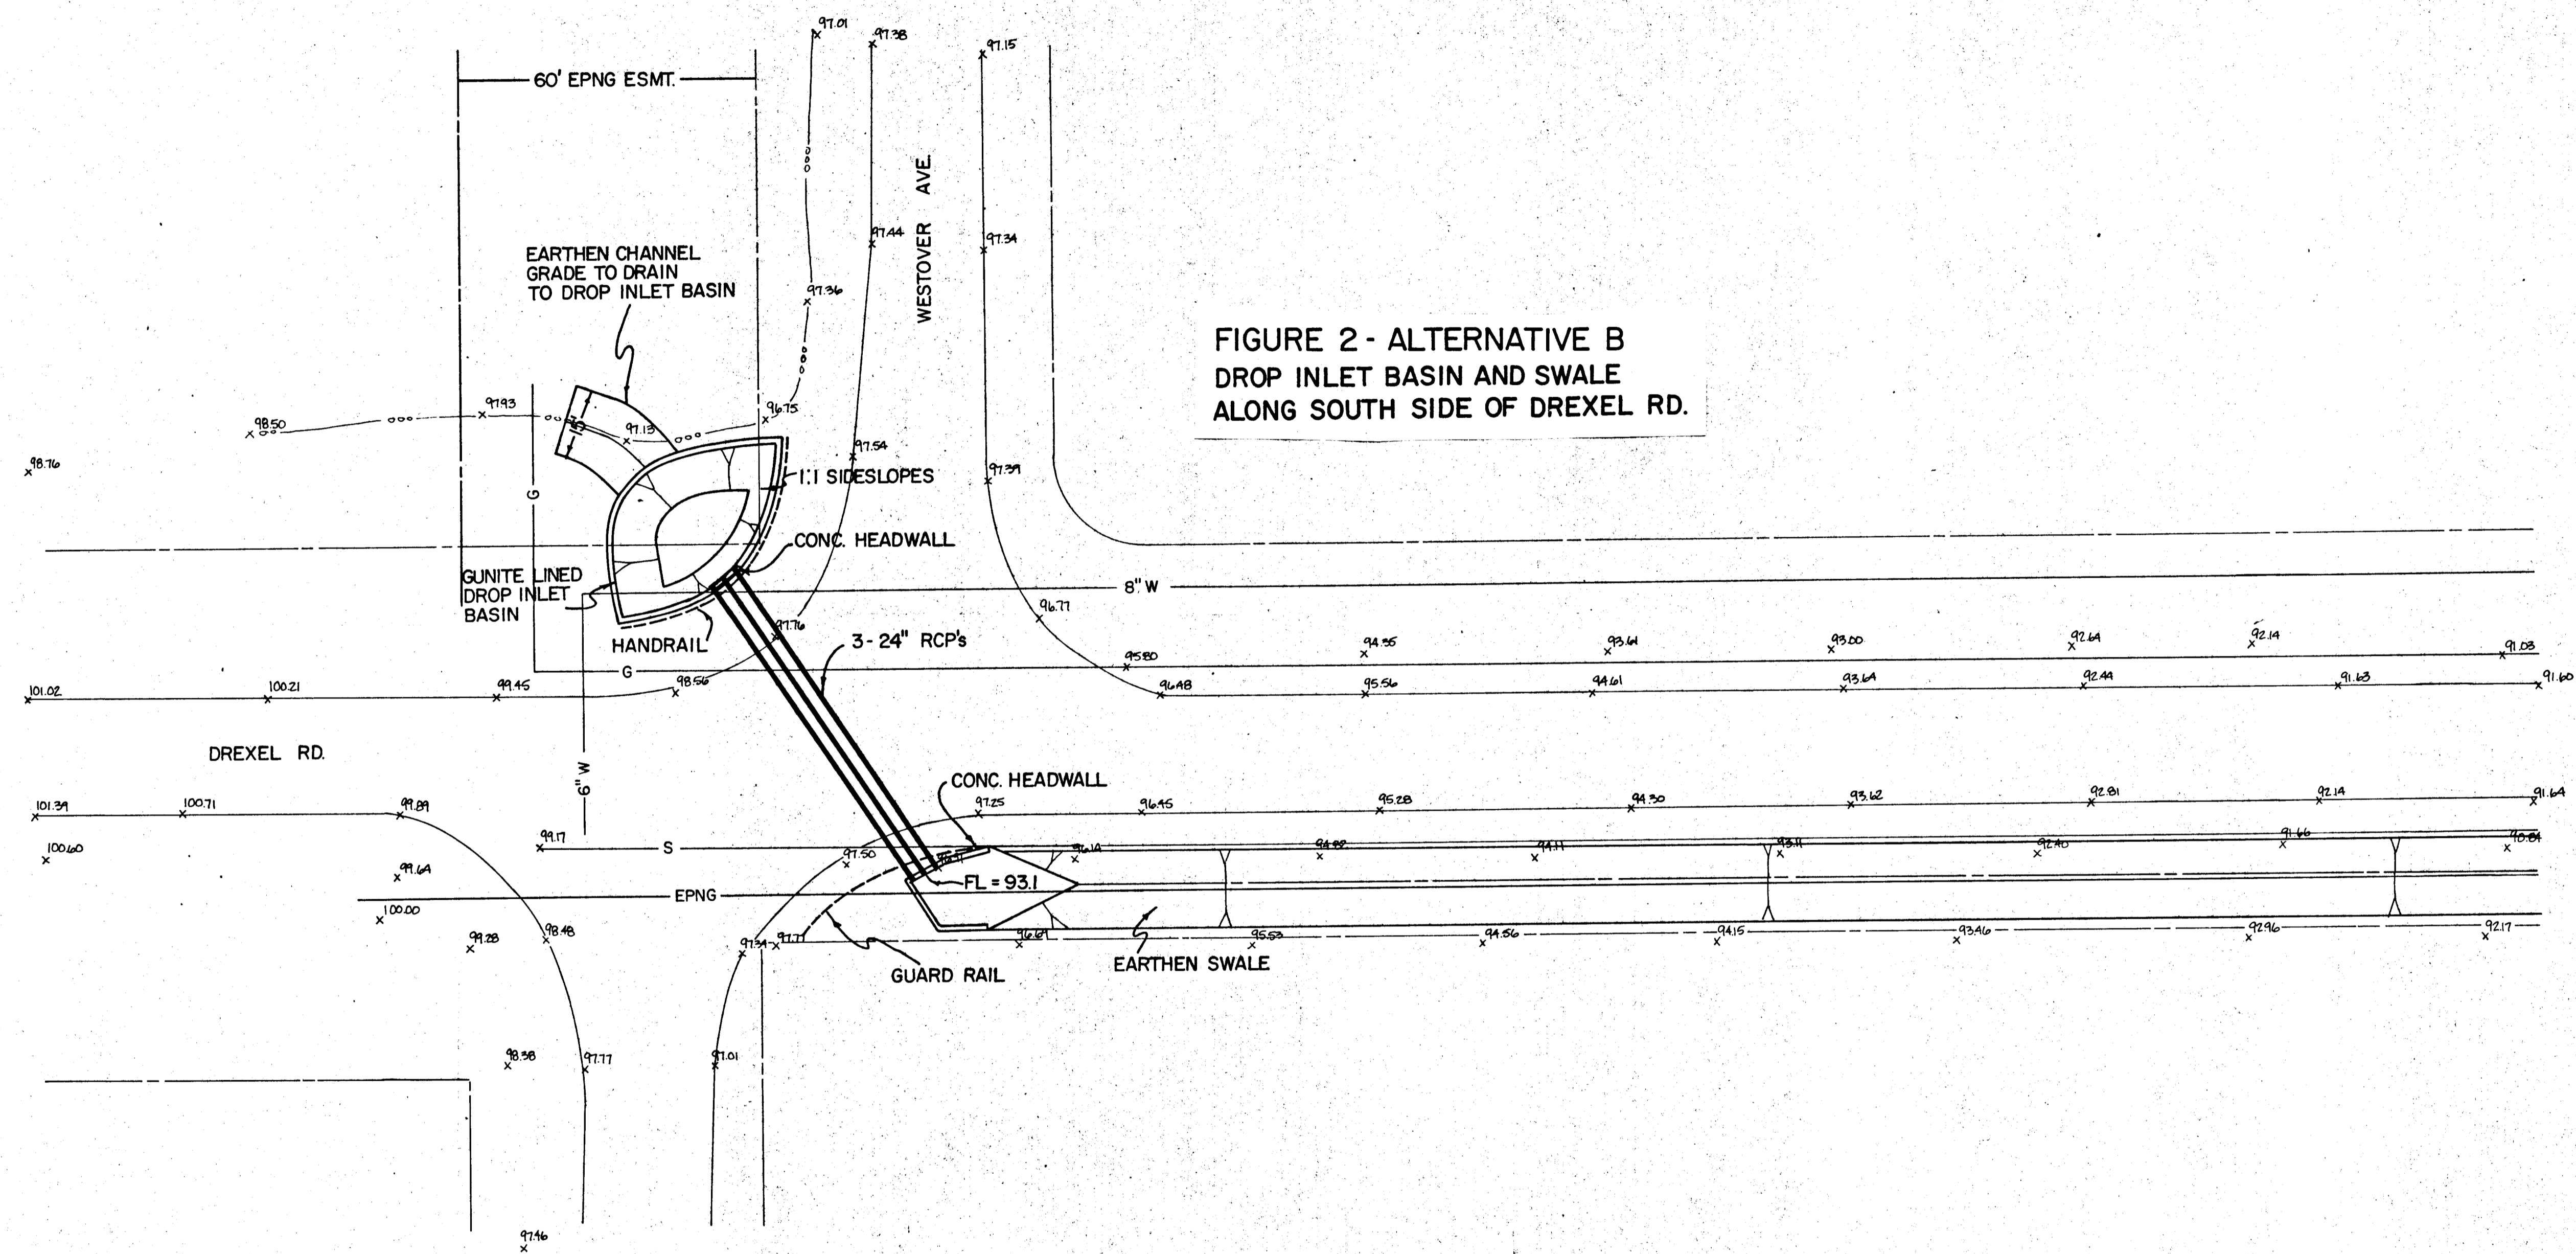 97.01
97.38
97.15
60' EPNG ESMT.
WESTOVER AVE.
97.44
97.34
EARTHEN CHANNEL
GRADE TO DRAIN
TO DROP INLET BASIN
97.36
FIGURE 2 - ALTERNATIVE B
DROP INLET BASIN AND SWALE
ALONG SOUTH SIDE OF DREXEL RD.
98.50
97.93
15'
97.13
96.75
97.54
97.39
98.76
1:1 SIDESLOPES
G
CONC. HEADWALL
GUNITE LINED
DROP INLET
BASIN
8" W
HANDRAIL
97.76
3-24" RCP's
96.77
94.35
93.61
93.00
92.64
92.14
91.03
G
95.80
101.02
100.21
99.45
98.56
96.48
95.56
94.61
93.64
92.44
91.63
91.60
DREXEL RD.
6" W
CONC. HEADWALL
101.39
100.71
99.89
97.25
96.45
95.28
94.30
93.62
92.81
92.14
91.64
100.60
99.17
S
97.50
96.14
94.11
93.11
92.40
91.66
90.84
99.64
FL = 93.1
EPNG
100.00
99.28
98.48
97.34
97.77
96.69
95.53
94.56
94.15
93.46
92.96
92.17
GUARD RAIL
EARTHEN SWALE
98.38
97.77
97.01
97.46